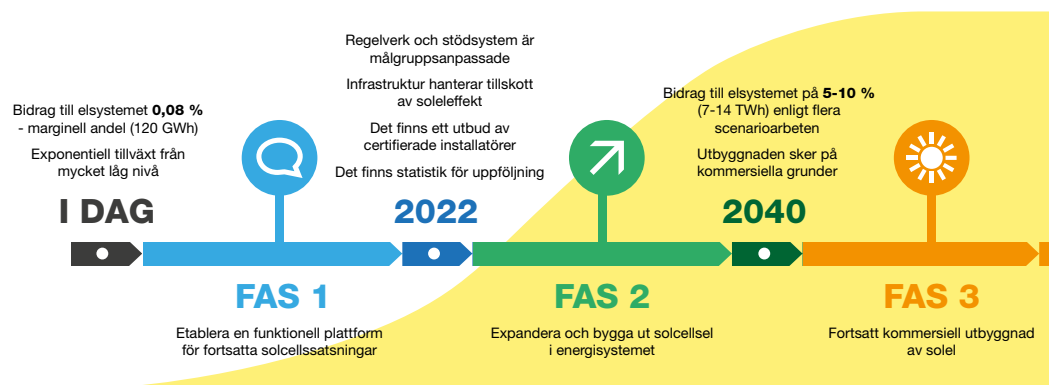 Bidrag till elsystemet 0,08 %
- marginell andel (120 GWh)
Exponentiell tillväxt från
mycket låg nivå
I DAG
FAS 1
Etablera en funktionell plattform
för fortsatta solcellssatsningar
Regelverk och stödsystem är
målgruppsanpassade
Infrastruktur hanterar tillskott
av soleleffekt
Det finns ett utbud av
certifierade installatörer
Det finns statistik för uppföljning
2022
FAS 2
Expandera och bygga ut solcellsel
i energisystemet
Bidrag till elsystemet på 5-10 %
(7-14 TWh) enligt flera
scenarioarbeten
Utbyggnaden sker på
kommersiella grunder
2040
FAS 3
Fortsatt kommersiell utbyggnad
av solel